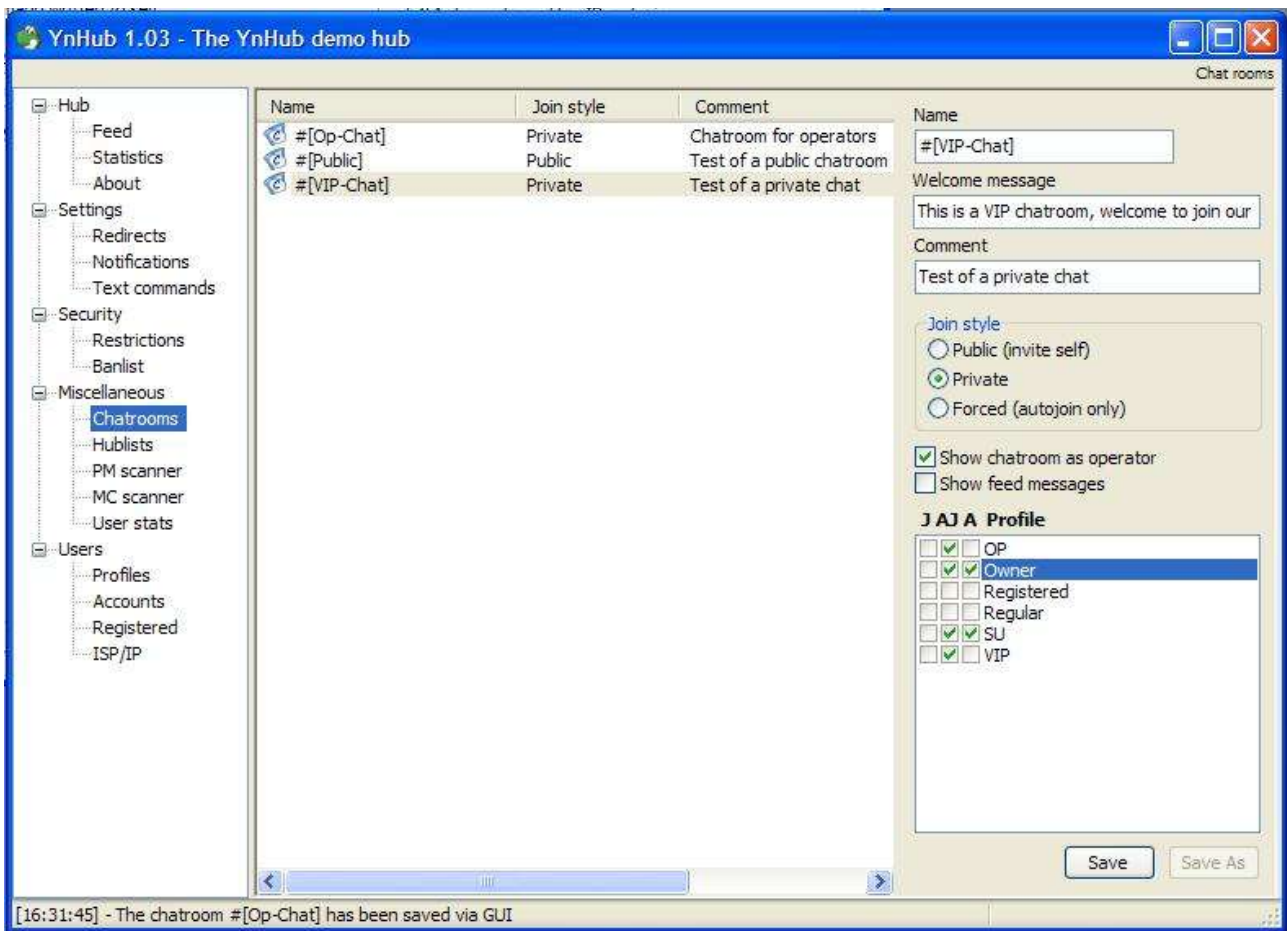 YnHub 1.03 - The YnHub demo hub
Chat rooms
Hub
Feed
Statistics
About
Settings
Redirects
Notifications
Text commands
Security
Restrictions
Banlist
Miscellaneous
Chatrooms
Hublists
PM scanner
MC scanner
User stats
Users
Profiles
Accounts
Registered
ISP/IP
Name Join style Comment
#[Op-Chat] Private Chatroom for operators
#[Public] Public Test of a public chatroom
#[VIP-Chat] Private Test of a private chat
Name
#[VIP-Chat]
Welcome message
This is a VIP chatroom, welcome to join our
Comment
Test of a private chat
Join style
Public (invite self)
Private
Forced (autojoin only)
Show chatroom as operator
Show feed messages
J AJ A Profile
OP
Owner
Registered
Regular
SU
VIP
Save Save As
[16:31:45] - The chatroom #[Op-Chat] has been saved via GUI